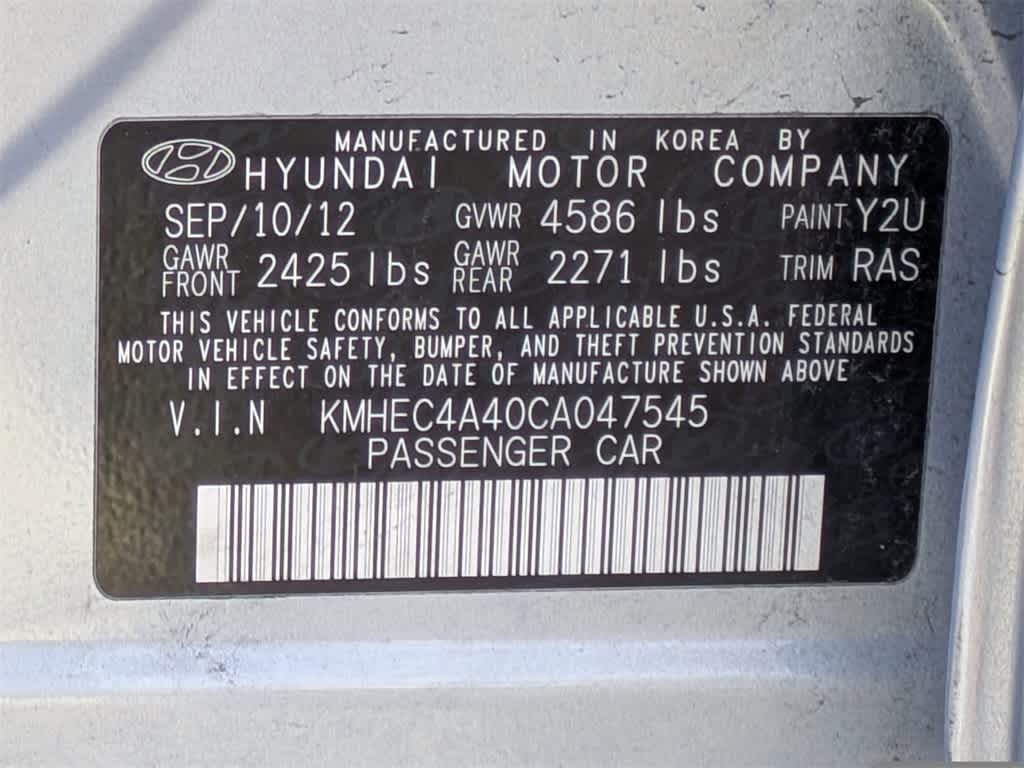 MANUFACTURED IN KOREA BY
HYUNDAI MOTOR COMPANY
SEP/10/12 GVWR 4586 lbs PAINT Y2U
GAWR FRONT 2425 lbs GAWR REAR 2271 lbs TRIM RAS
THIS VEHICLE CONFORMS TO ALL APPLICABLE U.S.A. FEDERAL
MOTOR VEHICLE SAFETY, BUMPER, AND THEFT PREVENTION STANDARDS
IN EFFECT ON THE DATE OF MANUFACTURE SHOWN ABOVE
V.I.N KMHEC4A40CA047545
PASSENGER CAR